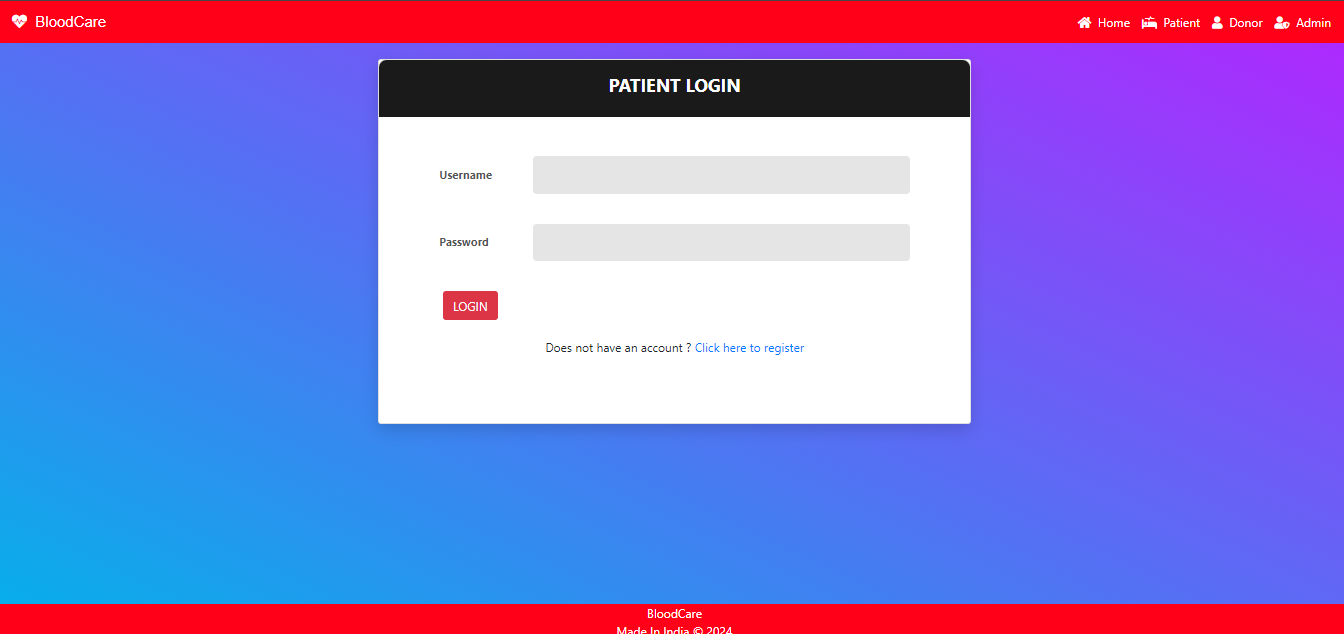 BloodCare
Home Patient Donor Admin
PATIENT LOGIN
Username
Password
LOGIN
Does not have an account ? Click here to register
BloodCare
Made In India © 2024